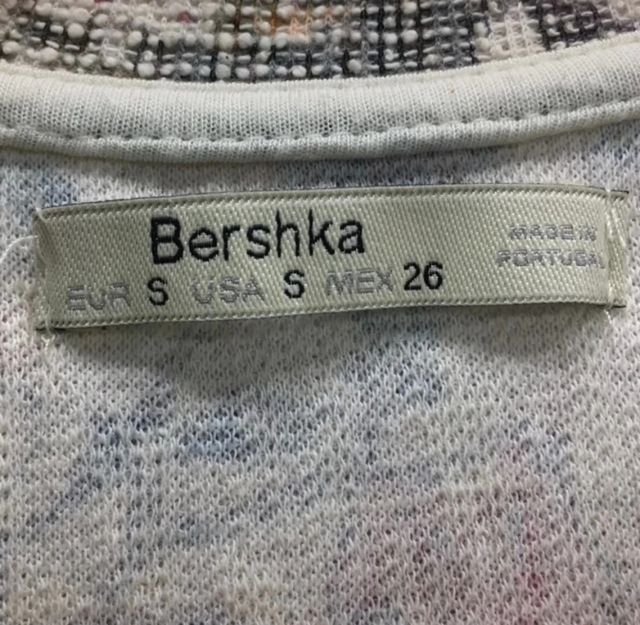 Bershka
EUR S USA S MEX 26
MADE IN
PORTUGAL